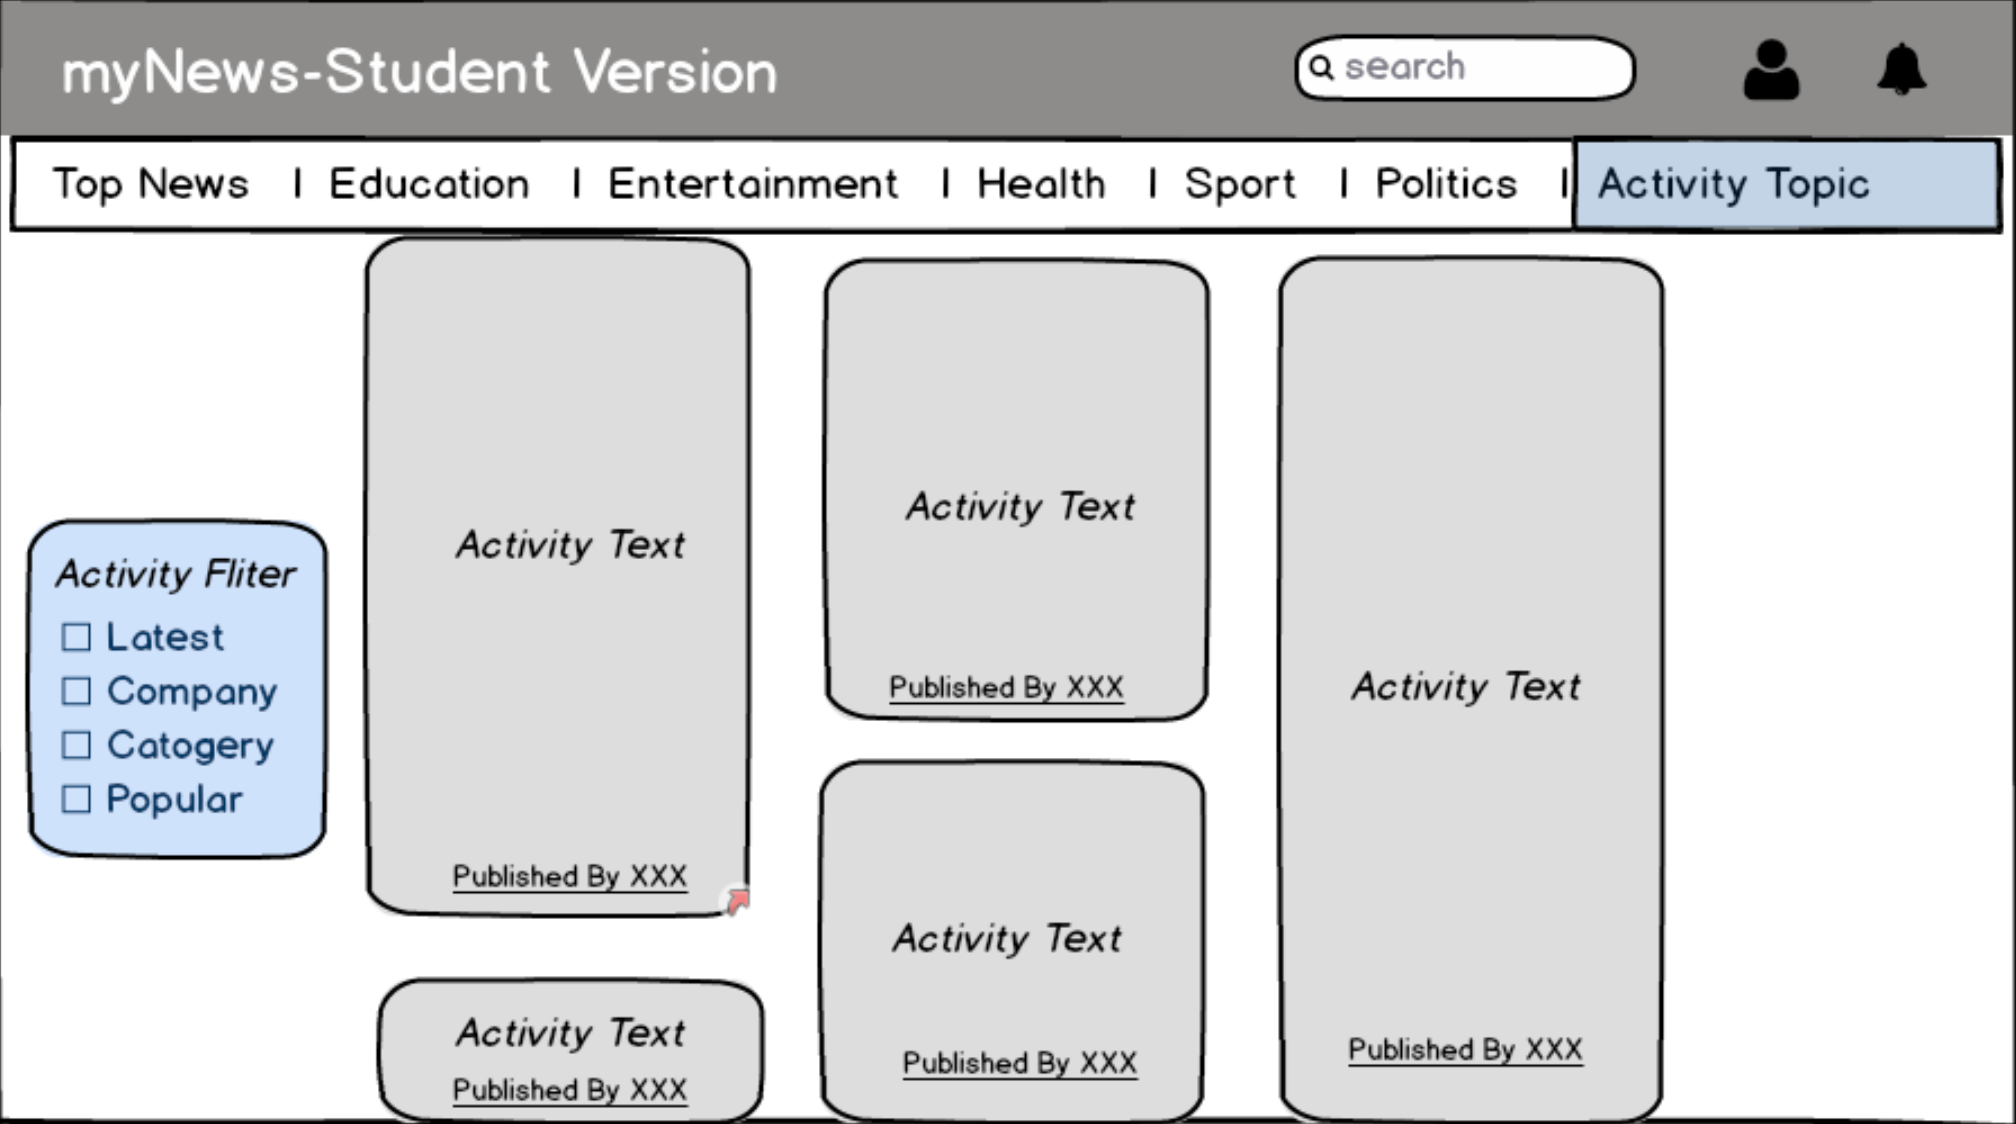 myNews-Student Version
search
Top News I Education I Entertainment I Health I Sport I Politics I Activity Topic
Activity Fliter
Latest
Company
Catogery
Popular
Activity Text
Published By XXX
Activity Text
Published By XXX
Activity Text
Published By XXX
Activity Text
Published By XXX
Activity Text
Published By XXX